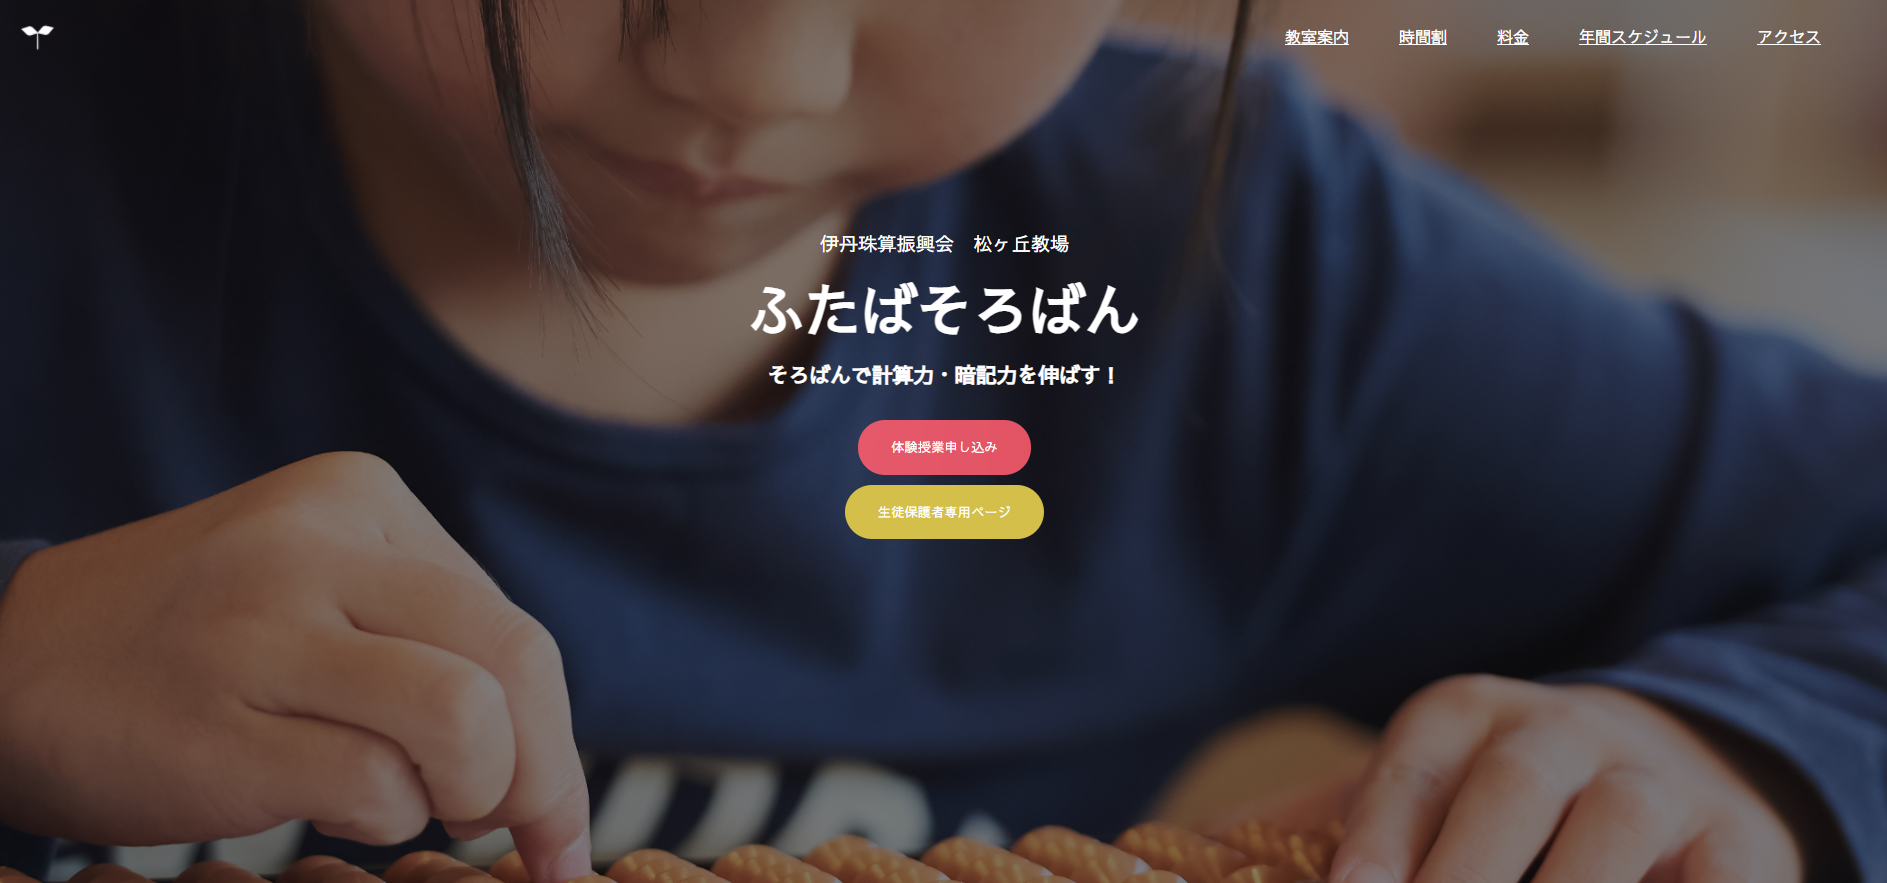 教室案内 時間割 料金 年間スケジュール アクセス
伊丹珠算振興会　松ヶ丘教場
ふたばそろばん
そろばんで計算力・暗記力を伸ばす！
体験授業申し込み
生徒保護者専用ページ